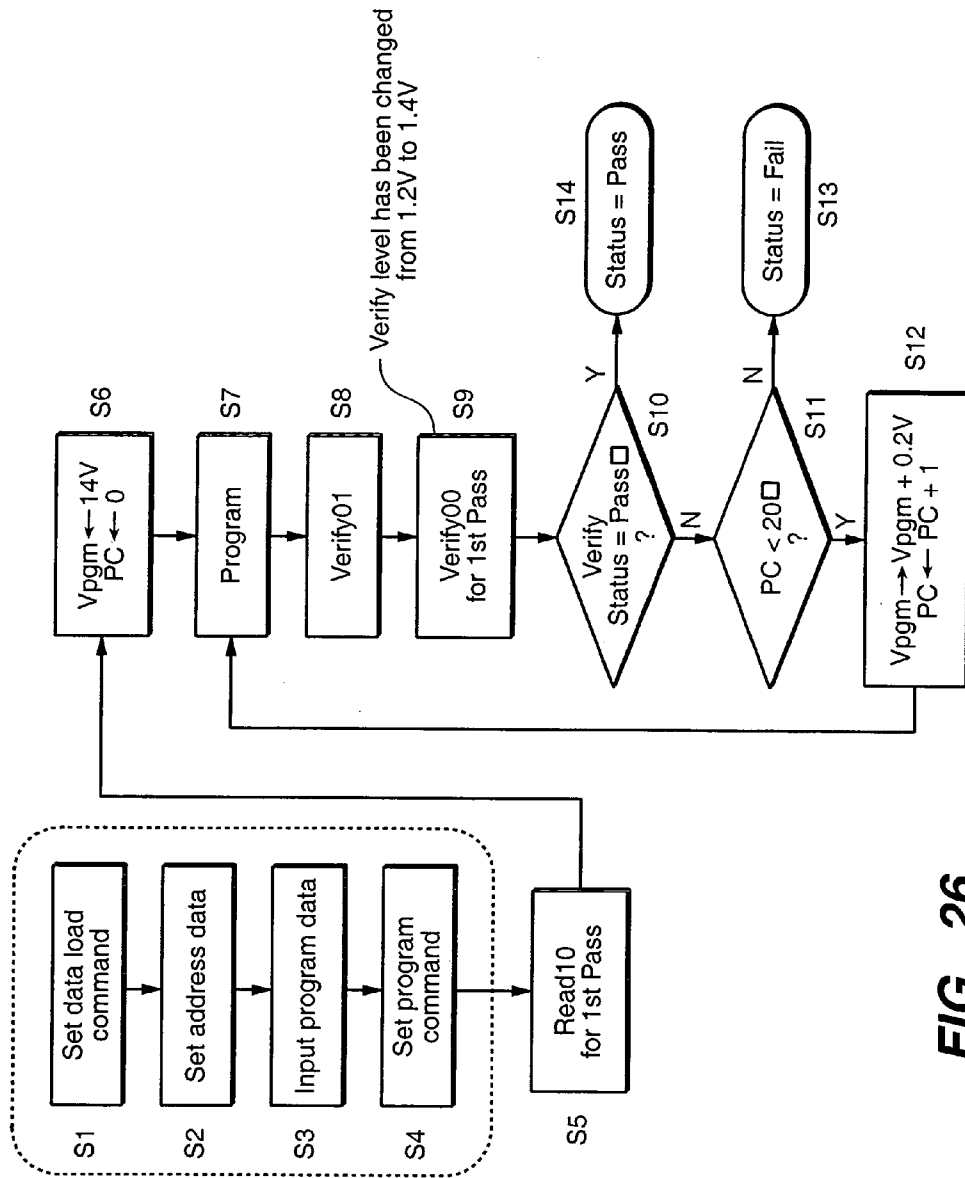 S1
Set data load
command
S2
Set address data
S3
Input program data
S4
Set program
command
S5
Read10
for 1st Pass
S6
Vpgm ← 14V
PC ← 0
S7
Program
S8
Verify01
S9
Verify00
for 1st Pass
Verify level has been changed
from 1.2V to 1.4V
Verify
Status = Pass□
?
S10
Y
N
S14
Status = Pass
PC < 20□
?
S11
N
Y
Status = Fail
S13
S12
Vpgm → Vpgm + 0.2V
PC ← PC + 1
FIG_26